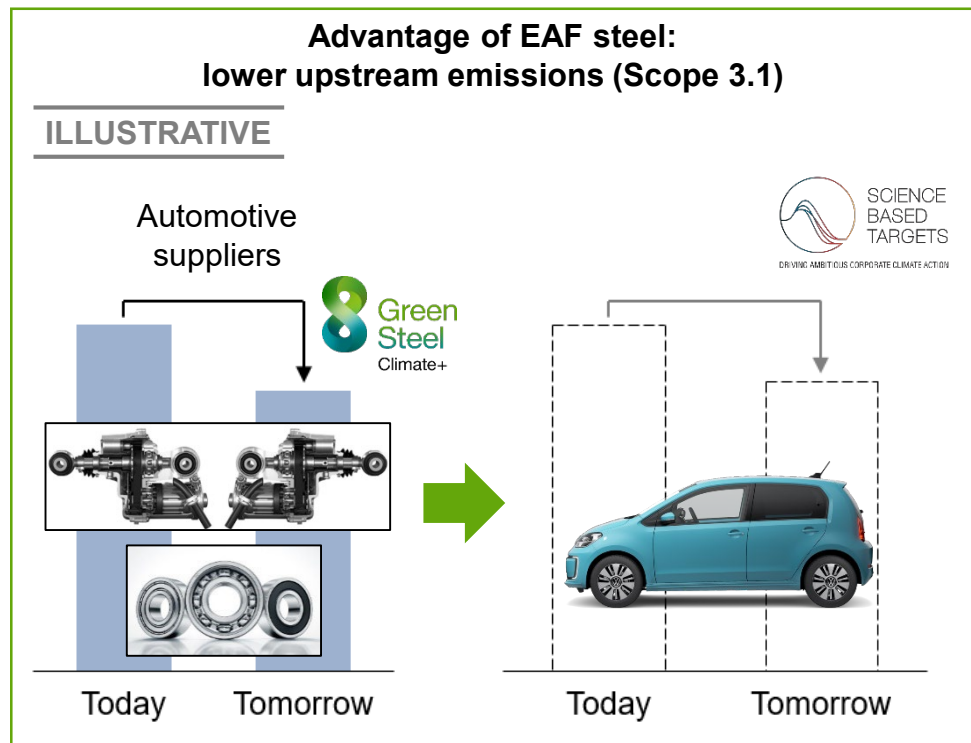 Advantage of EAF steel:
lower upstream emissions (Scope 3.1)
ILLUSTRATIVE
Automotive
suppliers
Green
Steel
Climate+
SCIENCE
BASED
TARGETS
DRIVING AMBITIOUS CORPORATE CLIMATE ACTION
Today
Tomorrow
Today
Tomorrow